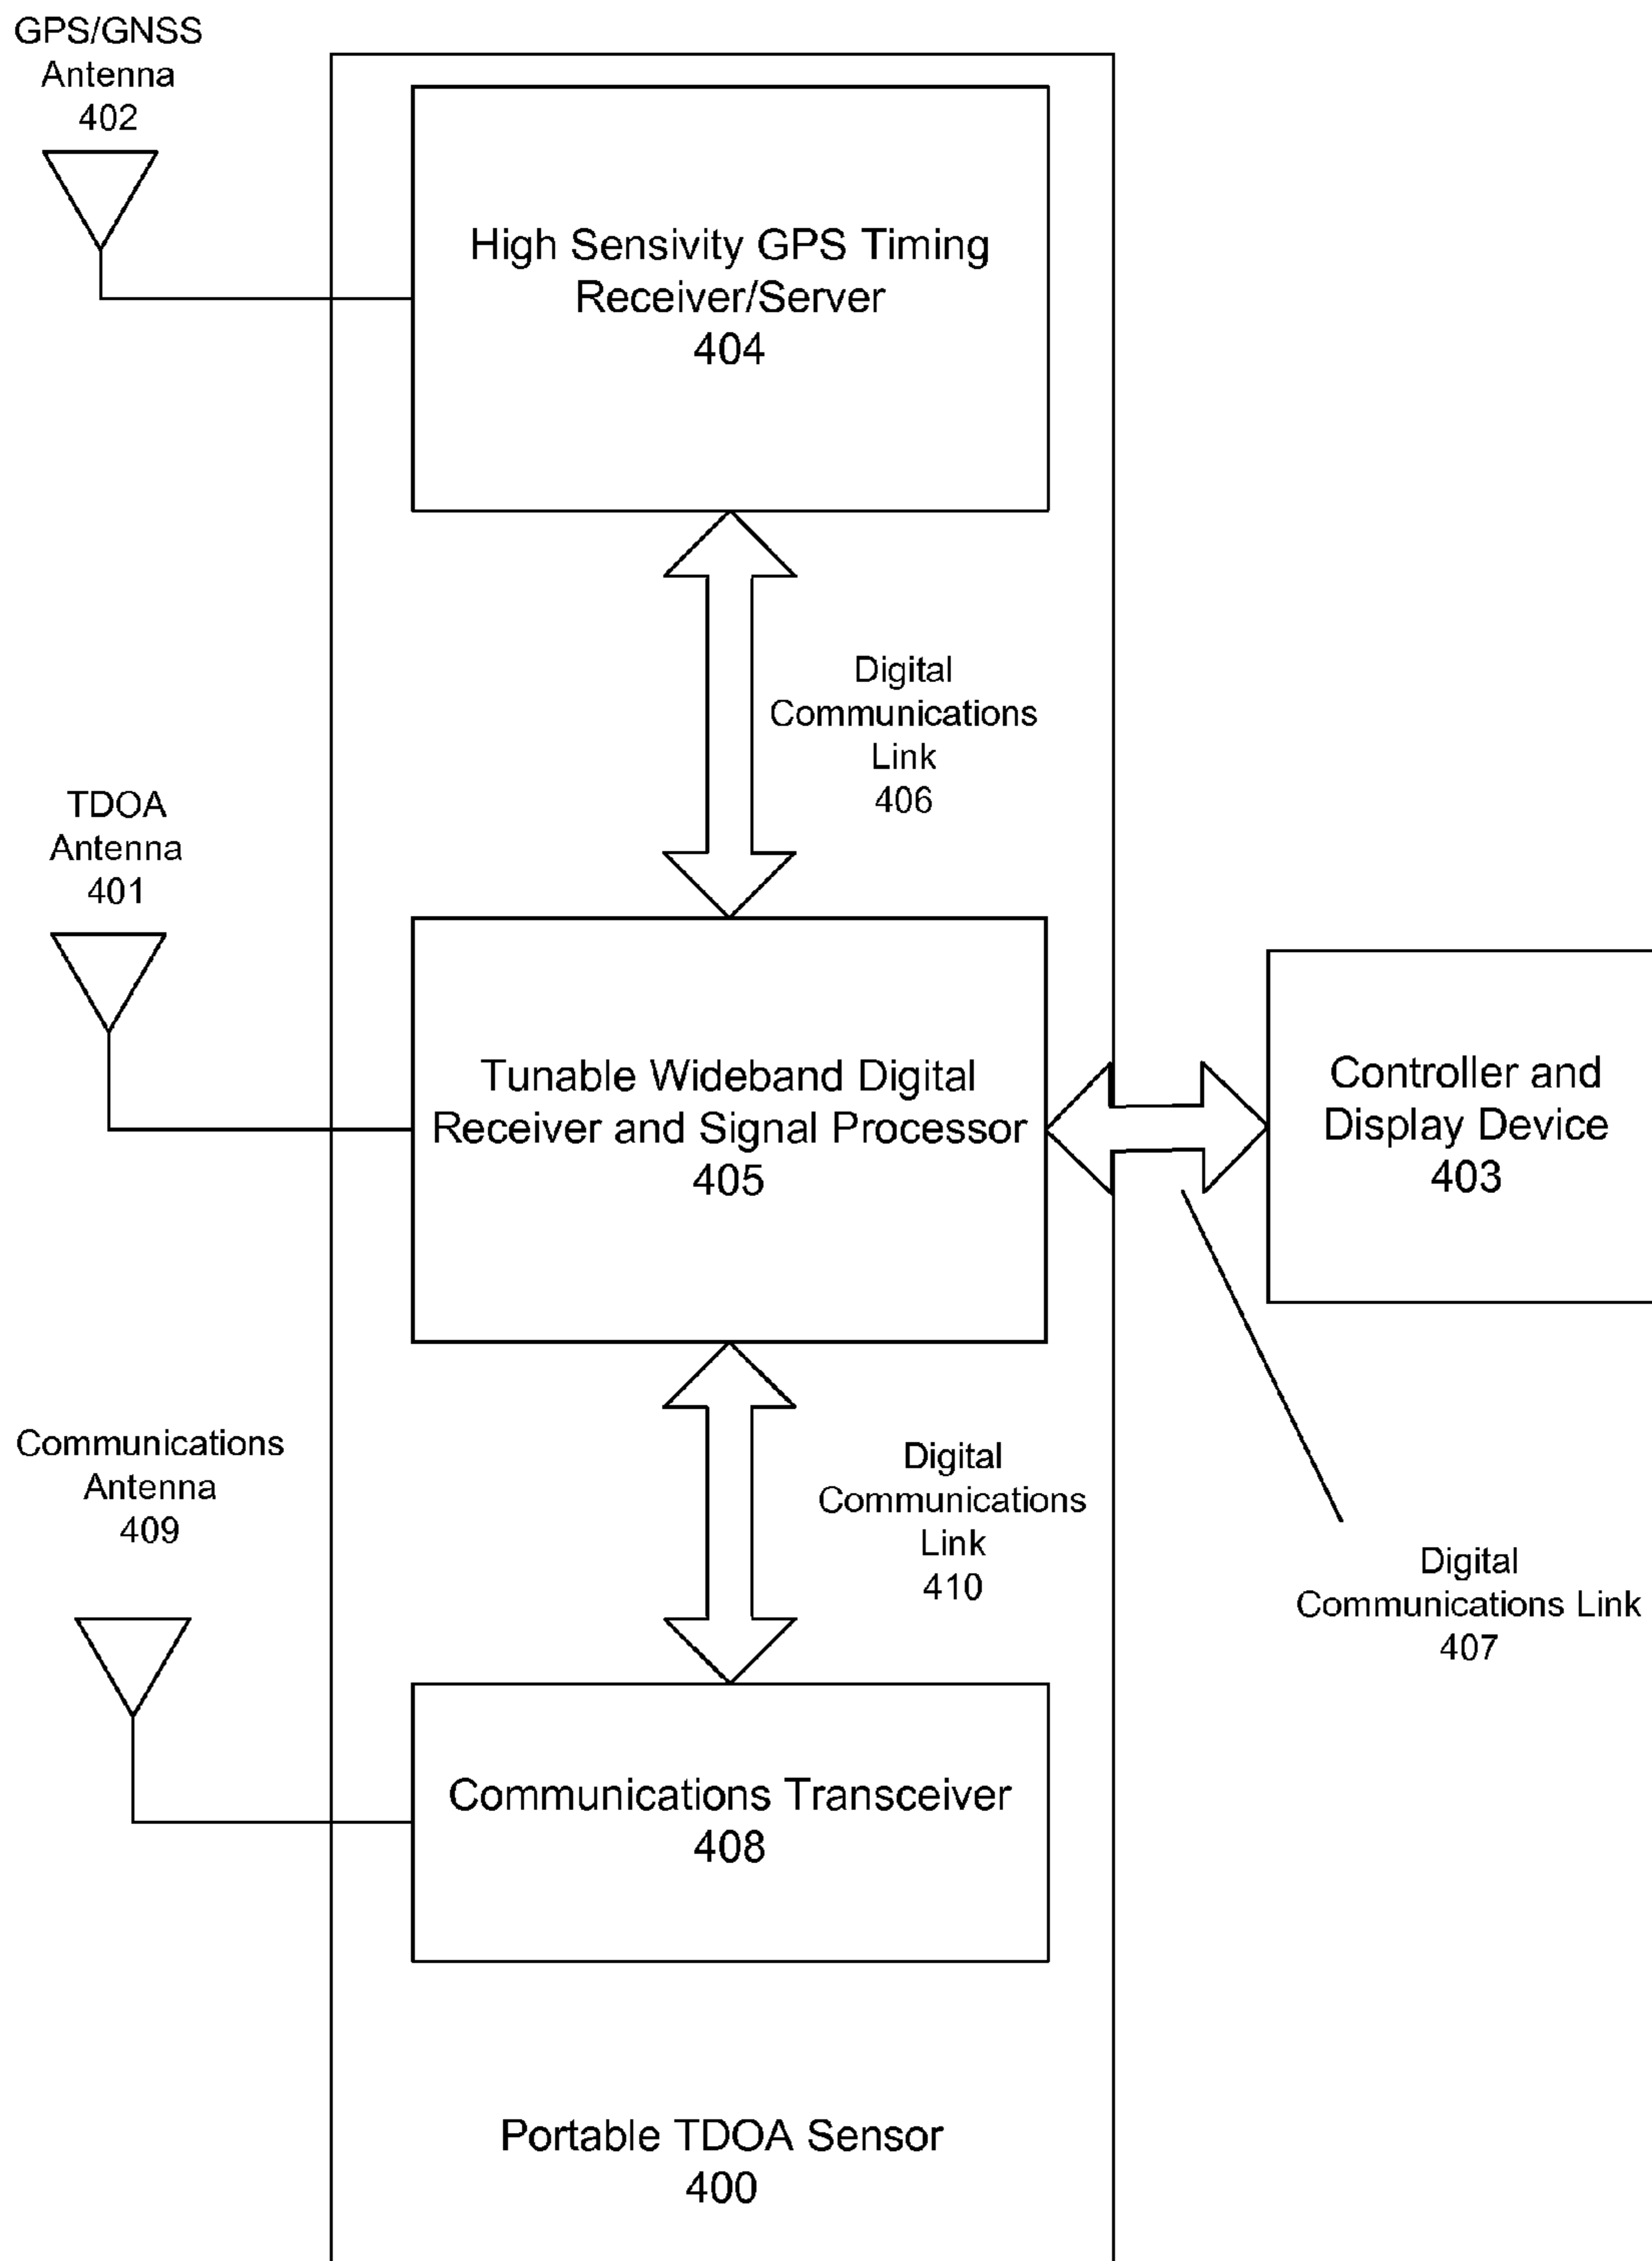 GPS/GNSS
Antenna
402
High Sensivity GPS Timing
Receiver/Server
404
Digital
Communications
Link
406
TDOA
Antenna
401
Tunable Wideband Digital
Receiver and Signal Processor
405
Controller and
Display Device
403
Communications
Antenna
409
Digital
Communications
Link
410
Digital
Communications Link
407
Communications Transceiver
408
Portable TDOA Sensor
400